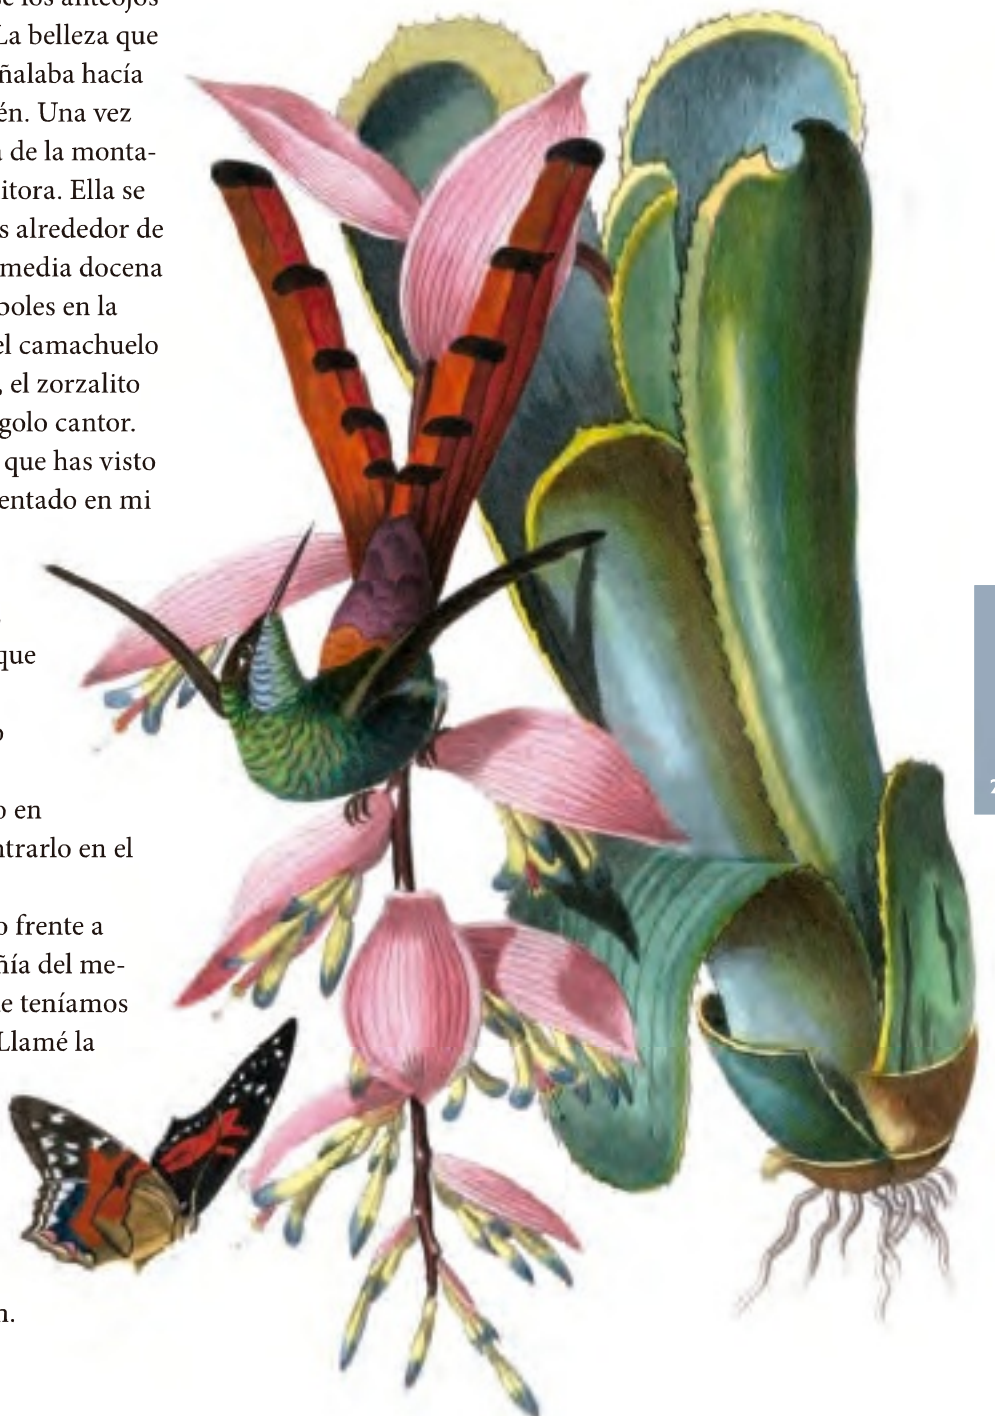 se los anteojos
La belleza que
ñalaba hacía
én. Una vez
a de la monta-
itora. Ella se
s alrededor de
media docena
boles en la
el camachuelo
, el zorzalito
golo cantor.
que has visto
entado en mi
que
o
o en
ntrarlo en el
o frente a
ñía del me-
e teníamos
Llamé la
n.